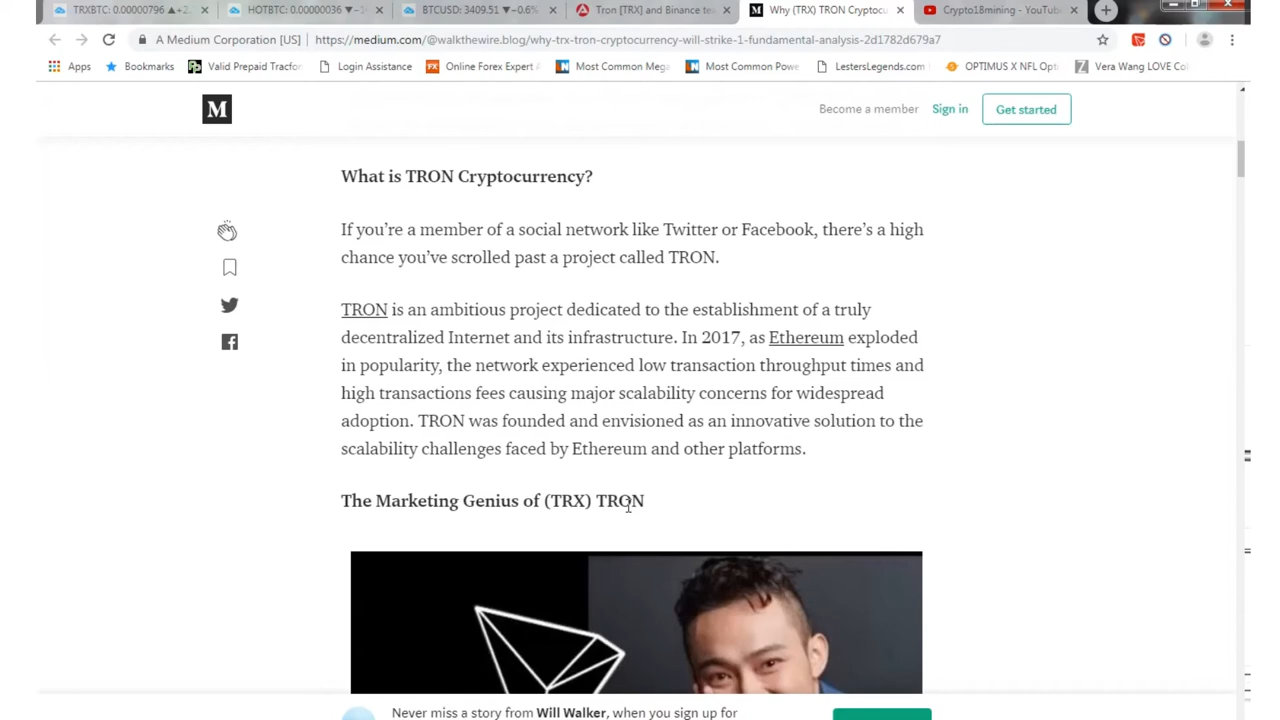 TRXBTC: 0.00000796 ▲+2.
HOTBTC: 0.00000036 ▼−1
BTCUSD: 3409.51 ▼−0.6%
Tron [TRX] and Binance te
Why (TRX) TRON Cryptocu
Crypto18mining - YouTube
A Medium Corporation [US]
https://medium.com/@walkthewire.blog/why-trx-tron-cryptocurrency-will-strike-1-fundamental-analysis-2d1782d679a7
Apps
Bookmarks
Valid Prepaid Tracfon
Login Assistance
Online Forex Expert A
Most Common Mega
Most Common Powe
LestersLegends.com
OPTIMUS X NFL Opti
Vera Wang LOVE Col
M
Become a member
Sign in
Get started
What is TRON Cryptocurrency?
If you’re a member of a social network like Twitter or Facebook, there’s a high
chance you’ve scrolled past a project called TRON.
TRON is an ambitious project dedicated to the establishment of a truly
decentralized Internet and its infrastructure. In 2017, as Ethereum exploded
in popularity, the network experienced low transaction throughput times and
high transactions fees causing major scalability concerns for widespread
adoption. TRON was founded and envisioned as an innovative solution to the
scalability challenges faced by Ethereum and other platforms.
The Marketing Genius of (TRX) TRON
Never miss a story from Will Walker, when you sign up for